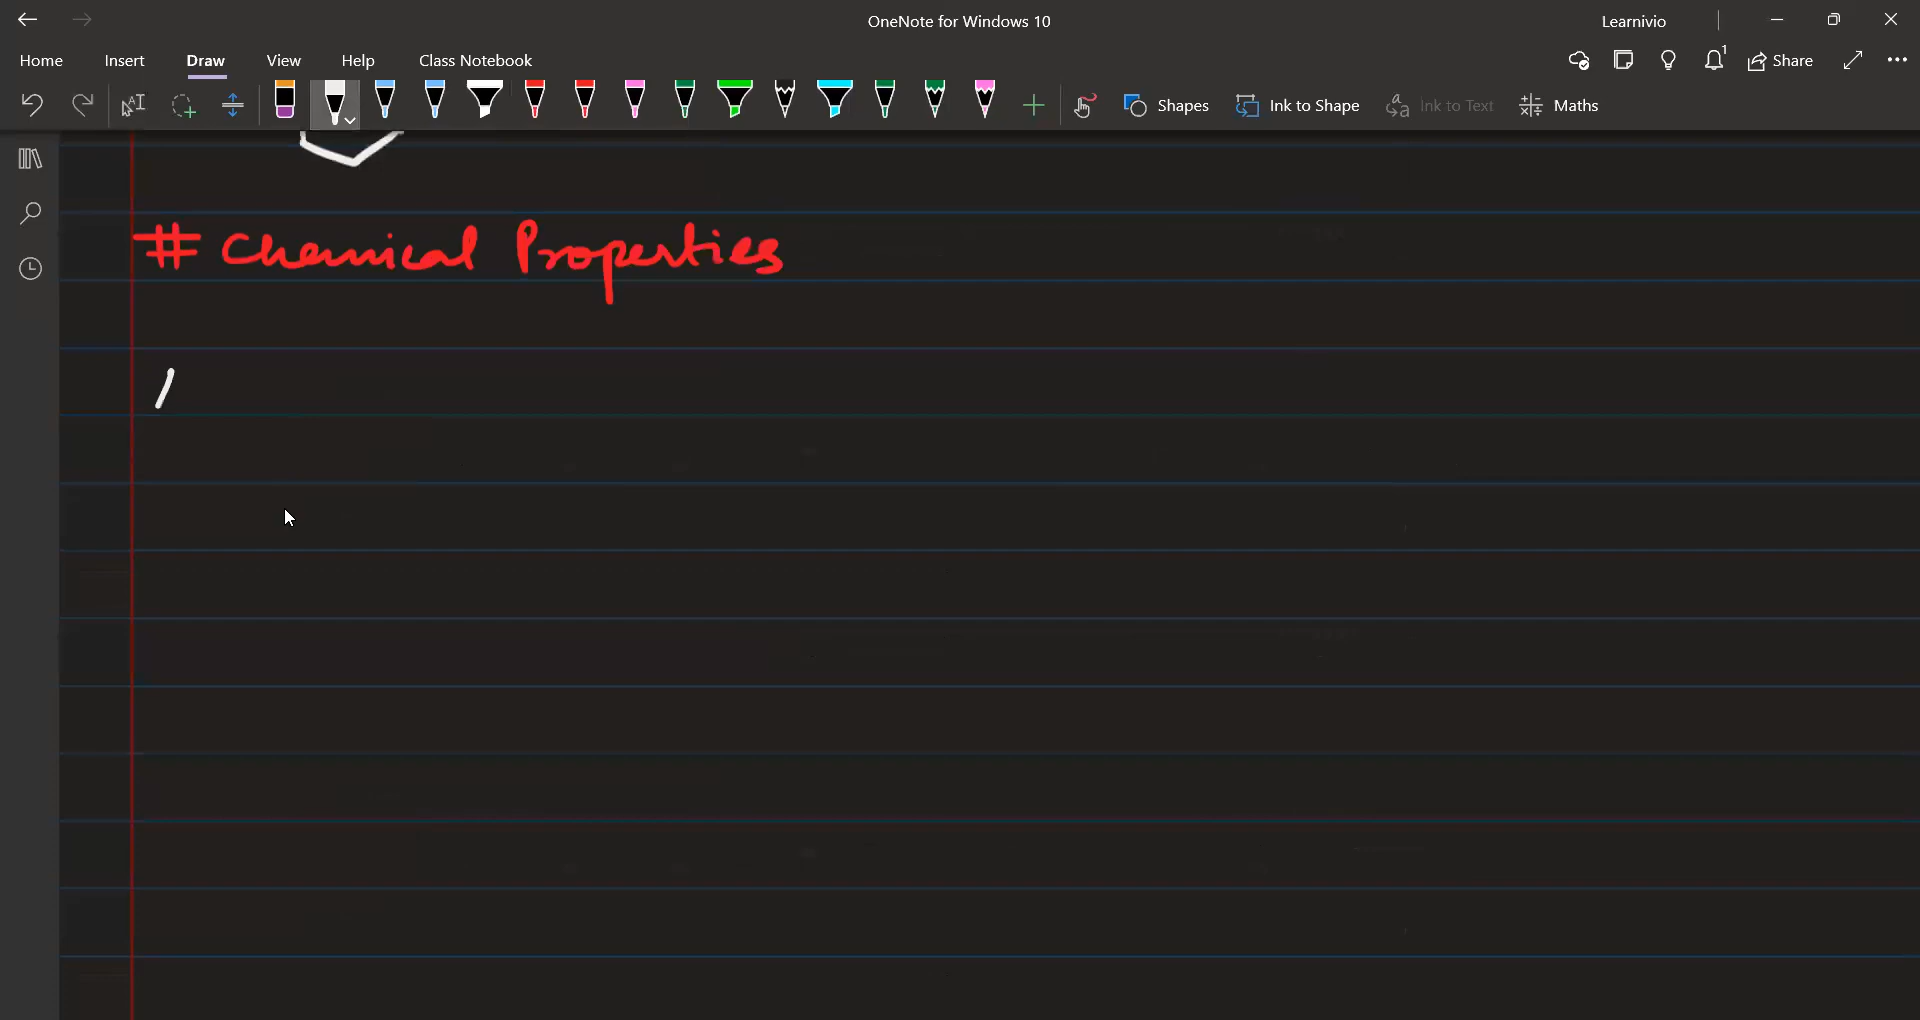 OneNote for Windows 10
Learnivio
Home Insert Draw View Help Class Notebook
1
Share
Shapes Ink to Shape Ink to Text Maths
# Chemical Properties